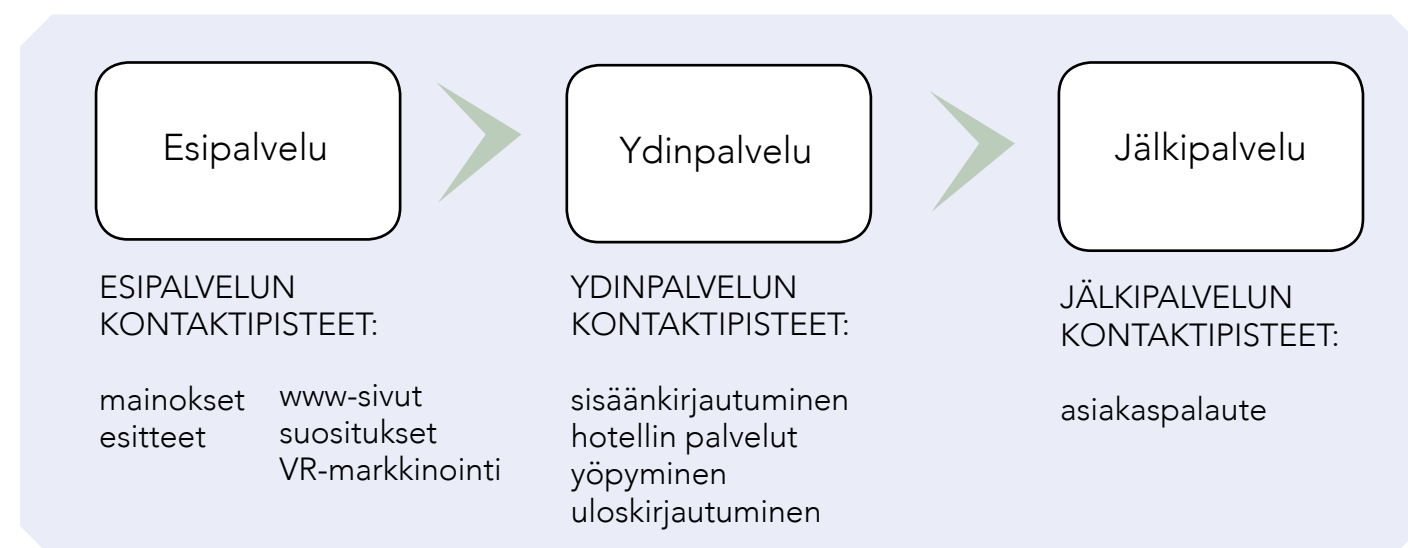 Esipalvelu
Ydinpalvelu
Jälkipalvelu
ESIPALVELUN
KONTAKTIPISTEET:
mainokset
esitteet
www-sivut
suositukset
VR-markkinointi
YDINPALVELUN
KONTAKTIPISTEET:
sisäänkirjautuminen
hotellin palvelut
yöpyminen
uloskirjautuminen
JÄLKIPALVELUN
KONTAKTIPISTEET:
asiakaspalaute